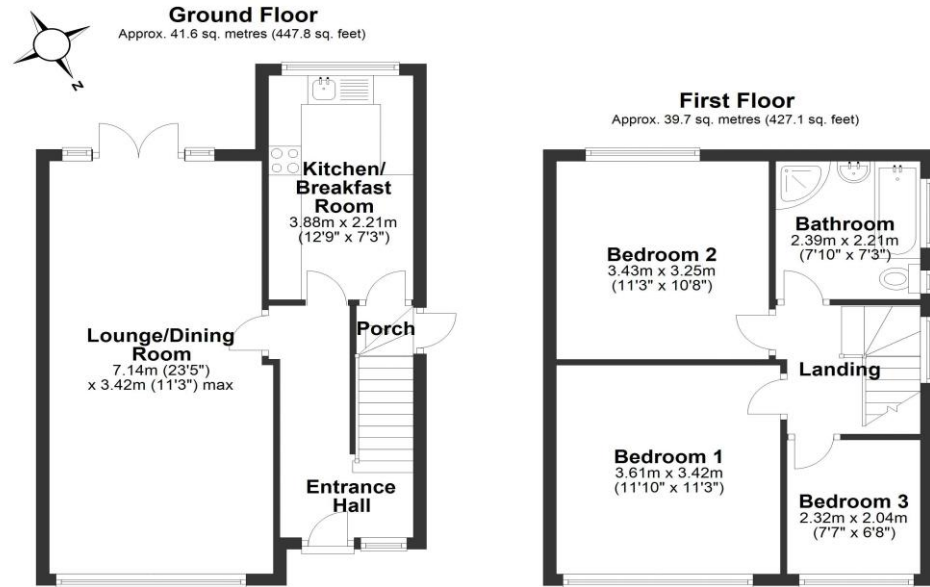 Ground Floor
Approx. 41.6 sq. metres (447.8 sq. feet)
N
Kitchen/
Breakfast
Room
3.88m x 2.21m
(12'9" x 7'3")
Lounge/Dining
Room
7.14m (23'5")
x 3.42m (11'3") max
Porch
Entrance
Hall
First Floor
Approx. 39.7 sq. metres (427.1 sq. feet)
Bedroom 2
3.43m x 3.25m
(11'3" x 10'8")
Bathroom
2.39m x 2.21m
(7'10" x 7'3")
Landing
Bedroom 1
3.61m x 3.42m
(11'10" x 11'3")
Bedroom 3
2.32m x 2.04m
(7'7" x 6'8")